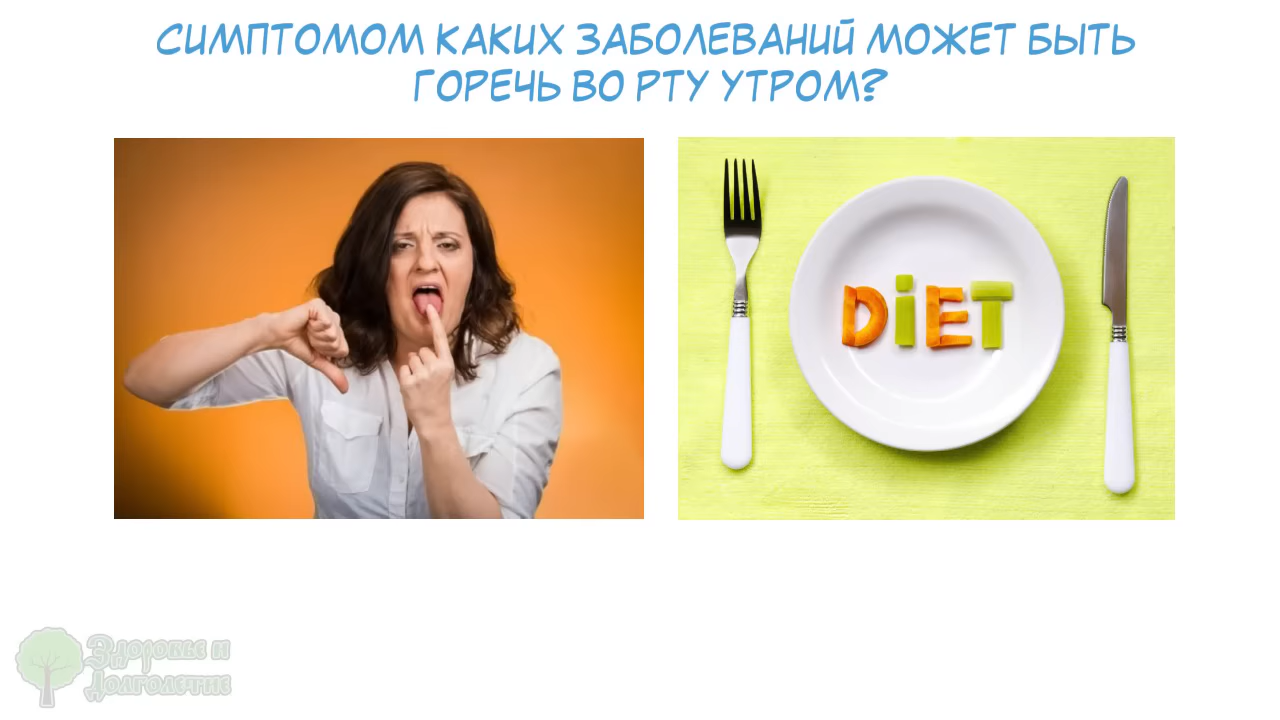 СИМПТОМОМ КАКИХ ЗАБОЛЕВАНИЙ МОЖЕТ БЫТЬ
ГОРЕЧЬ ВО РТУ УТРОМ?
DiET
Здоровье и
Долголетие